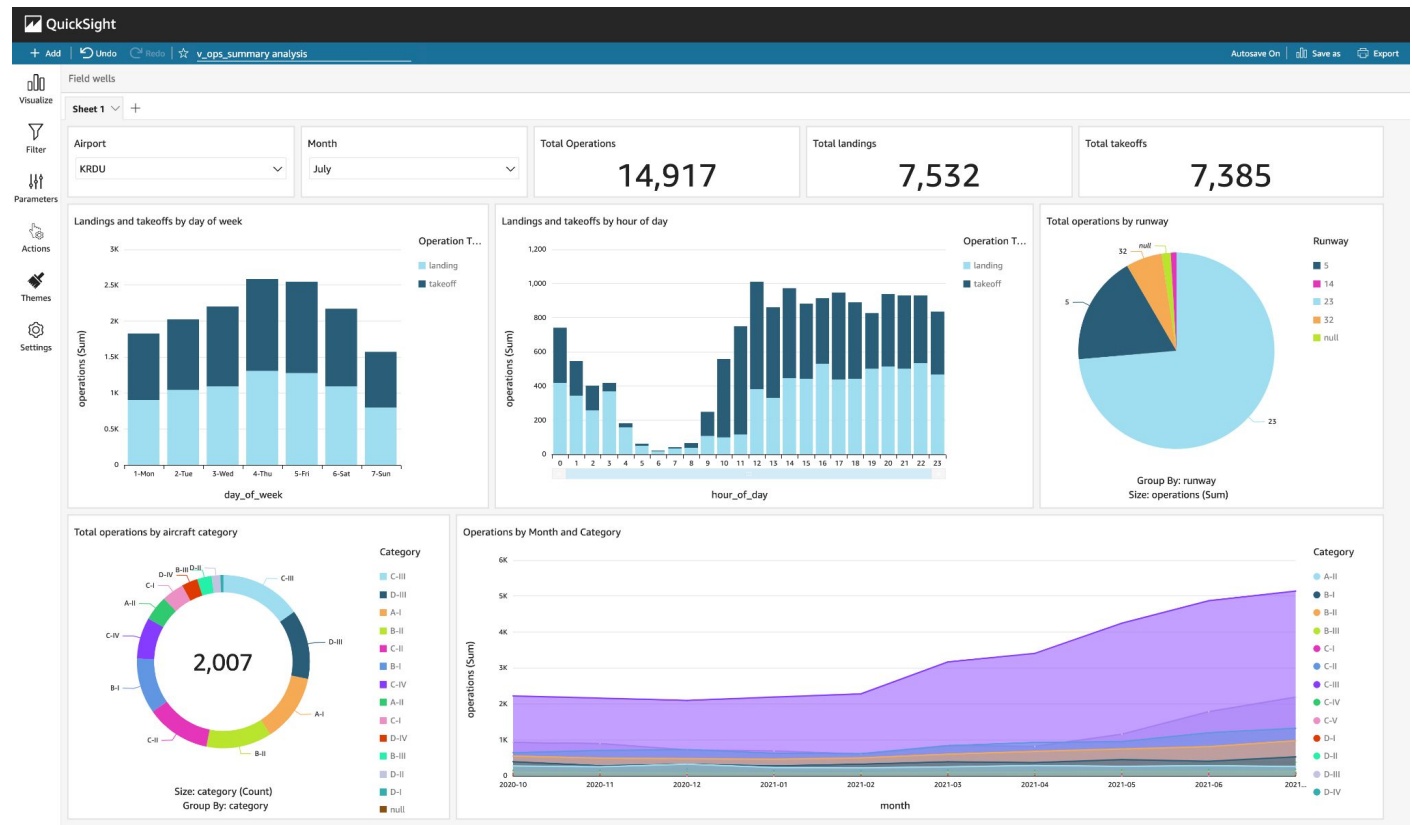 QuickSight
+ Add Undo Redo v_ops_summary analysis Autosave On Save as Export
Visualize
Filter
Parameters
Actions
Themes
Settings
Field wells
Sheet 1 +
Airport
KRDU
Month
July
Total Operations
14,917
Total landings
7,532
Total takeoffs
7,385
Landings and takeoffs by day of week
operations (Sum)
3K
2.5K
2K
1.5K
1K
0.5K
0
1-Mon 2-Tue 3-Wed 4-Thu 5-Fri 6-Sat 7-Sun
day_of_week
Operation T...
landing
takeoff
Landings and takeoffs by hour of day
operations (Sum)
1,200
1,000
800
600
400
200
0
0 1 2 3 4 5 6 7 8 9 10 11 12 13 14 15 16 17 18 19 20 21 22 23
hour_of_day
Operation T...
landing
takeoff
Total operations by runway
null
32
5
23
Group By: runway
Size: operations (Sum)
Runway
5
14
23
32
null
Total operations by aircraft category
D-II
B-III
D-IV
C-I
A-II
C-IV
B-I
C-II
B-II
A-I
D-III
C-III
2,007
Size: category (Count)
Group By: category
Category
C-III
D-III
A-I
B-II
C-II
B-I
C-IV
A-II
C-I
D-IV
B-III
D-II
D-I
null
Operations by Month and Category
operations (Sum)
6K
5K
4K
3K
2K
1K
0
2020-10 2020-11 2020-12 2021-01 2021-02 2021-03 2021-04 2021-05 2021-06 2021...
month
Category
A-II
B-I
B-II
B-III
C-I
C-II
C-III
C-IV
C-V
D-I
D-II
D-III
D-IV